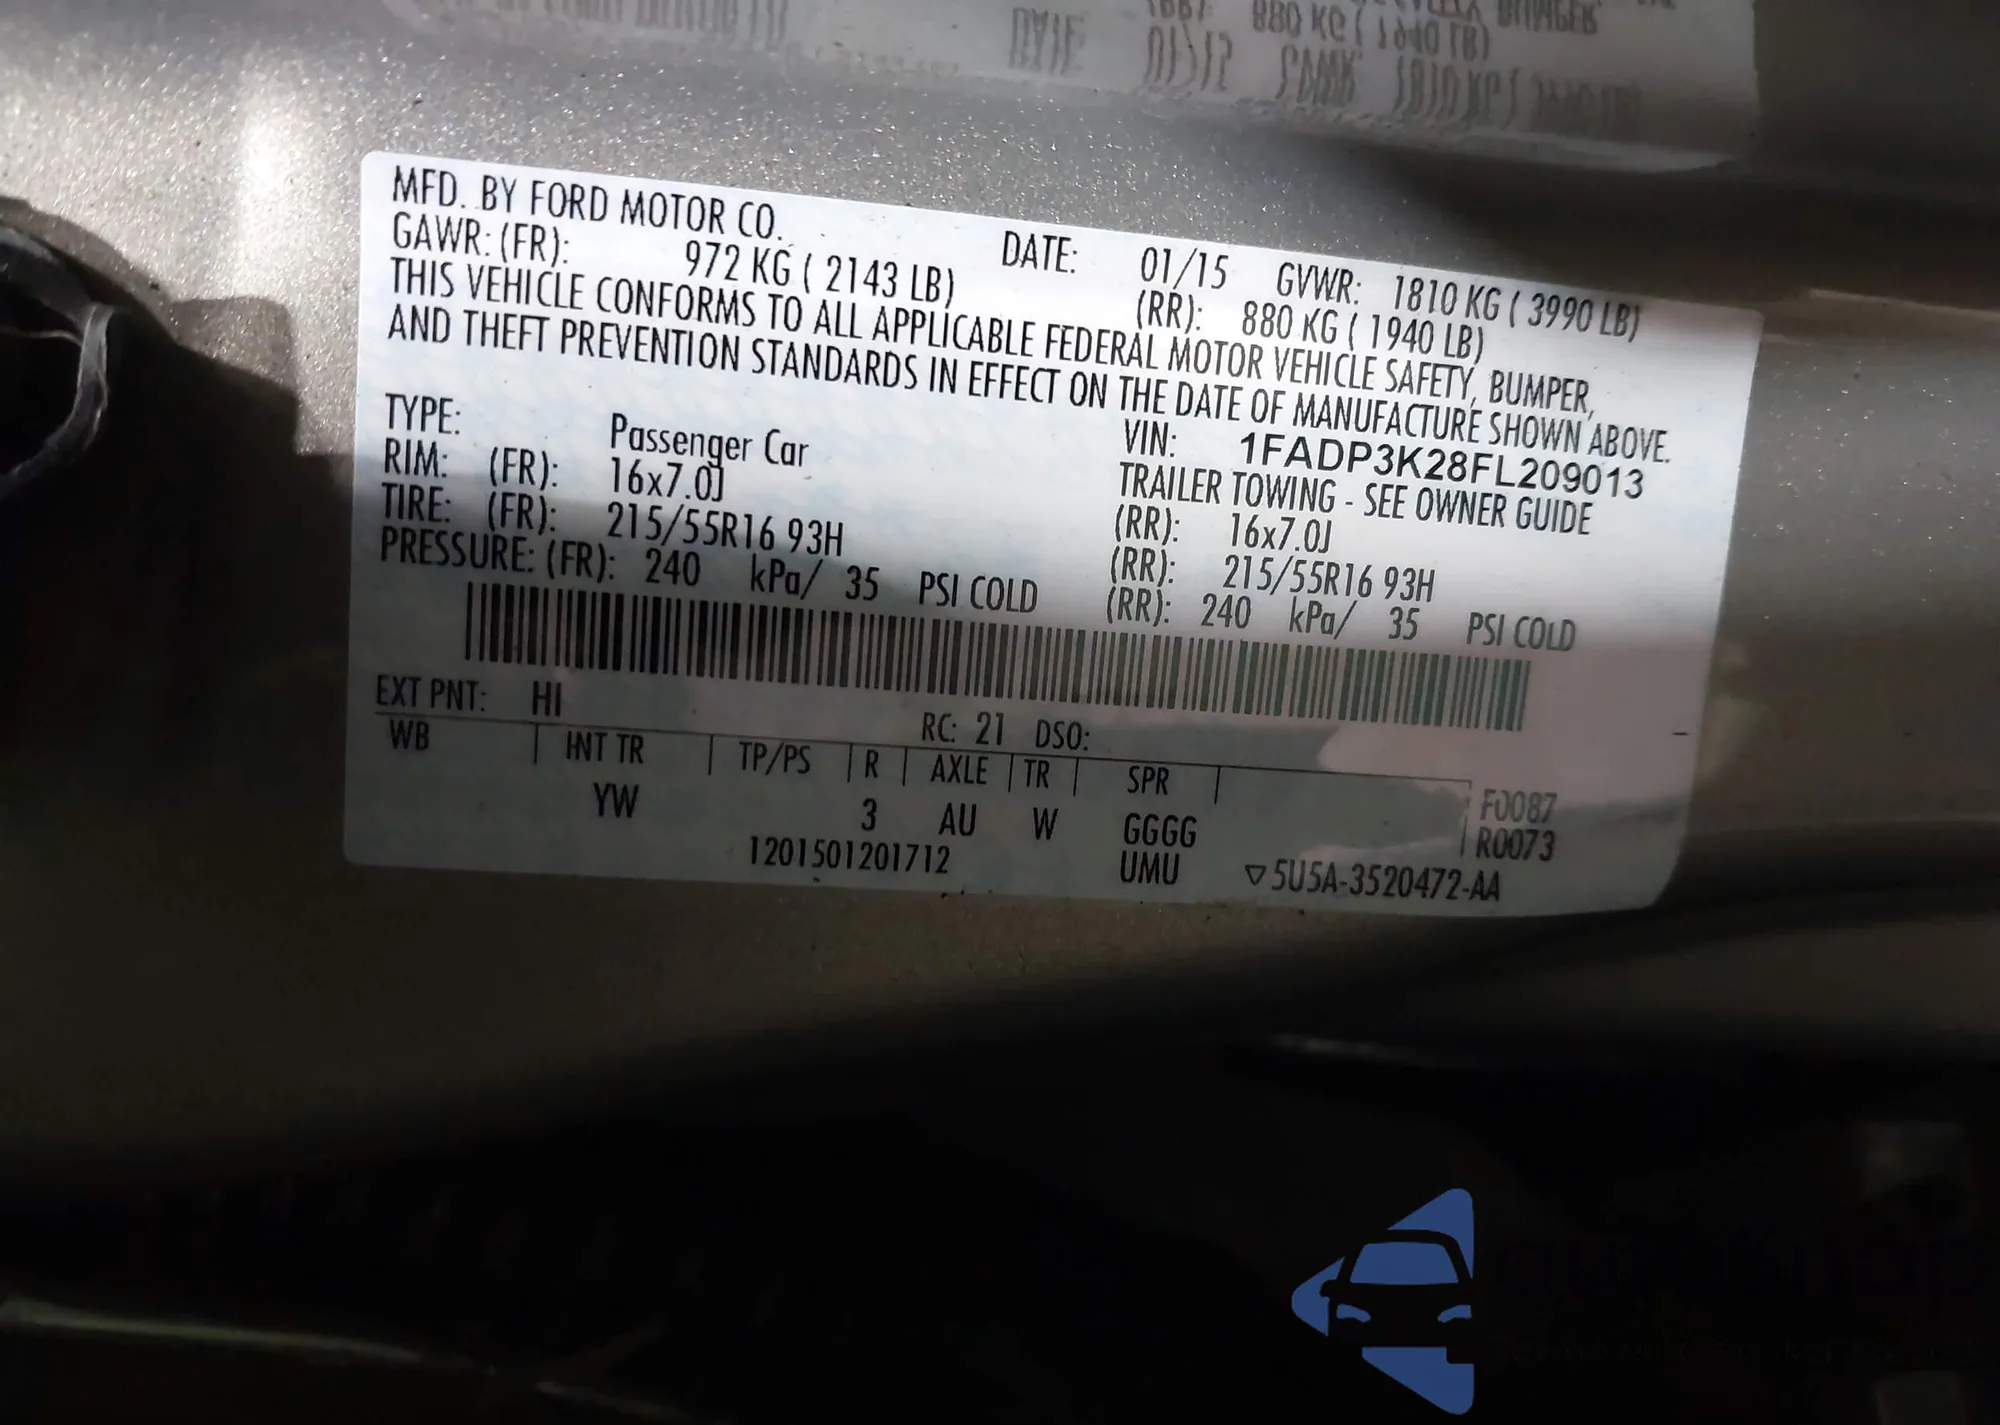 MFD. BY FORD MOTOR CO. DATE: 01/15 GVWR: 1810 KG ( 3990 LB)
GAWR: (FR): 972 KG ( 2143 LB) (RR): 880 KG ( 1940 LB)
THIS VEHICLE CONFORMS TO ALL APPLICABLE FEDERAL MOTOR VEHICLE SAFETY, BUMPER,
AND THEFT PREVENTION STANDARDS IN EFFECT ON THE DATE OF MANUFACTURE SHOWN ABOVE.
VIN: 1FADP3K28FL209013
TYPE: Passenger Car TRAILER TOWING - SEE OWNER GUIDE
RIM: (FR): 16x7.0J (RR): 16x7.0J
TIRE: (FR): 215/55R16 93H (RR): 215/55R16 93H
PRESSURE: (FR): 240 kPa/ 35 PSI COLD (RR): 240 kPa/ 35 PSI COLD
EXT PNT: HI RC: 21 DSO:
WB INT TR TP/PS R AXLE TR SPR F0087
YW 3 AU W GGGG R0073
1201501201712 UMU ▽5U5A-3520472-AA